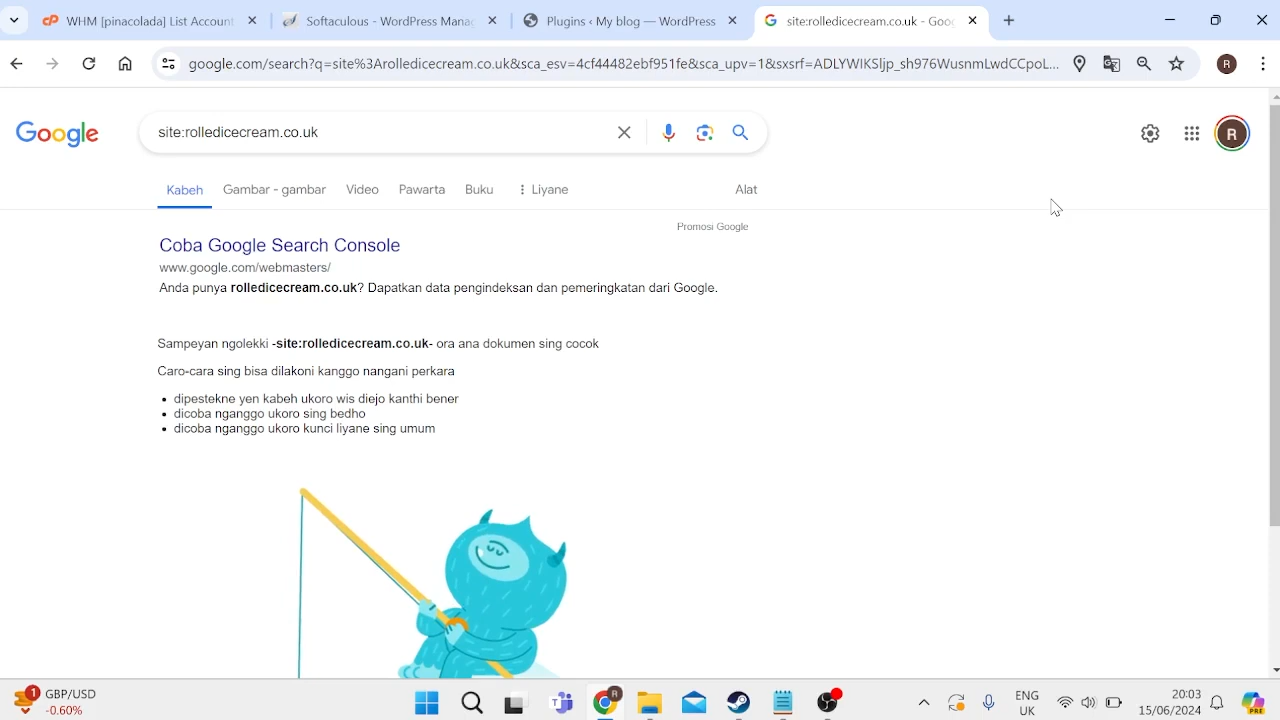 WHM [pinacolada] List Account
Softaculous - WordPress Mana
Plugins ‹ My blog — WordPress
site:rolledicecream.co.uk - Goog
google.com/search?q=site%3Arolledicecream.co.uk&sca_esv=4cf44482ebf951fe&sca_upv=1&sxsrf=ADLYWIKSljp_sh976WusnmLwdCCpoL...
R
Google
site:rolledicecream.co.uk
R
Kabeh
Gambar - gambar
Video
Pawarta
Buku
Liyane
Alat
Promosi Google
Coba Google Search Console
www.google.com/webmasters/
Anda punya rolledicecream.co.uk? Dapatkan data pengindeksan dan pemeringkatan dari Google.
Sampeyan ngolekki -site:rolledicecream.co.uk- ora ana dokumen sing cocok
Caro-cara sing bisa dilakoni kanggo nangani perkara
dipestekne yen kabeh ukoro wis diejo kanthi bener
dicoba nganggo ukoro sing bedho
dicoba nganggo ukoro kunci liyane sing umum
1
GBP/USD
-0.60%
R
ENG
UK
20:03
15/06/2024
PRE